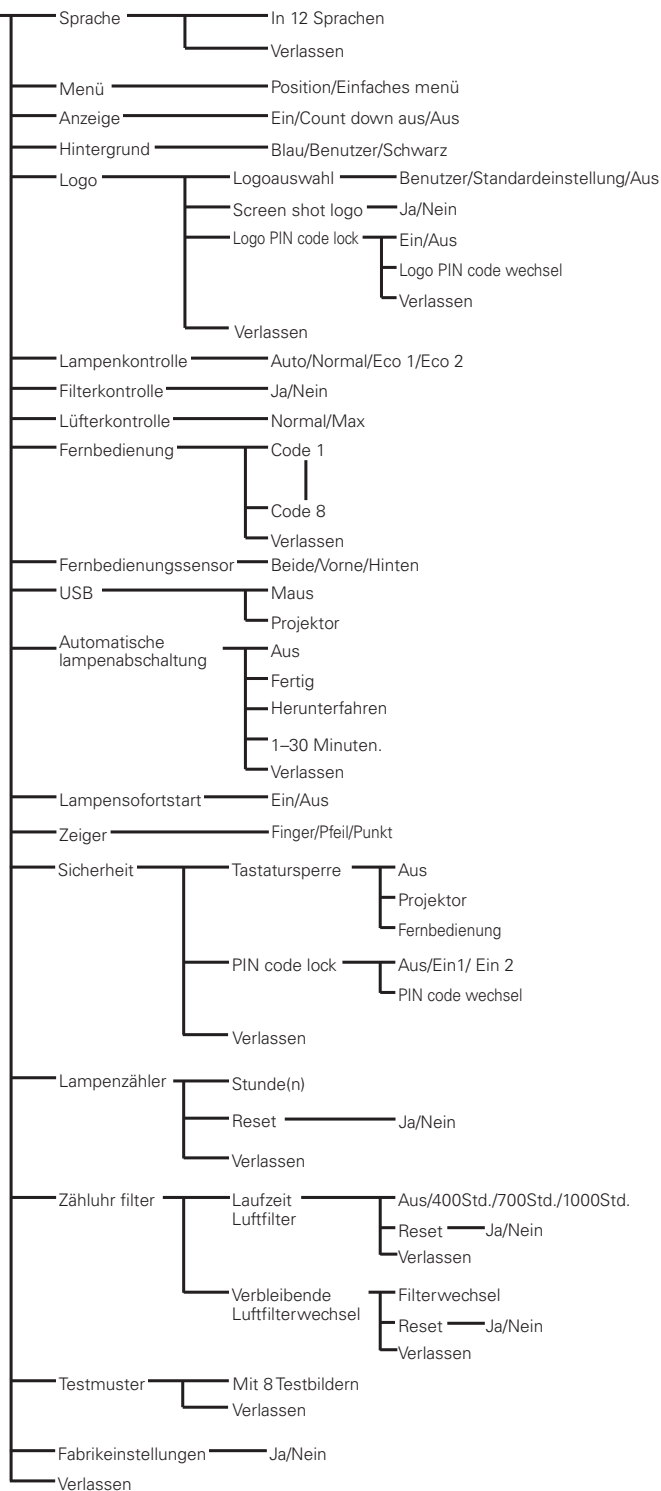 Sprache In 12 Sprachen
Verlassen
Menü Position/Einfaches menü
Anzeige Ein/Count down aus/Aus
Hintergrund Blau/Benutzer/Schwarz
Logo Logoauswahl Benutzer/Standardeinstellung/Aus
Screen shot logo Ja/Nein
Logo PIN code lock Ein/Aus
Logo PIN code wechsel
Verlassen
Verlassen
Lampenkontrolle Auto/Normal/Eco 1/Eco 2
Filterkontrolle Ja/Nein
Lüfterkontrolle Normal/Max
Fernbedienung Code 1
Code 8
Verlassen
Fernbedienungssensor Beide/Vorne/Hinten
USB Maus
Projektor
Automatische
lampenabschaltung Aus
Fertig
Herunterfahren
1–30 Minuten.
Verlassen
Lampensofortstart Ein/Aus
Zeiger Finger/Pfeil/Punkt
Sicherheit Tastatursperre Aus
Projektor
Fernbedienung
PIN code lock Aus/Ein1/ Ein 2
PIN code wechsel
Verlassen
Lampenzähler Stunde(n)
Reset Ja/Nein
Verlassen
Zähluhr filter Laufzeit Aus/400Std./700Std./1000Std.
Luftfilter
Reset Ja/Nein
Verlassen
Verbleibende Filterwechsel
Luftfilterwechsel
Reset Ja/Nein
Verlassen
Testmuster Mit 8 Testbildern
Verlassen
Fabrikeinstellungen Ja/Nein
Verlassen